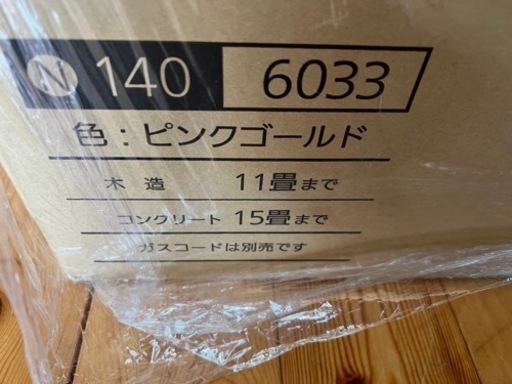 N 140 6033
色：ピンクゴールド
木造 11畳まで
コンクリート 15畳まで
ガスコードは別売です